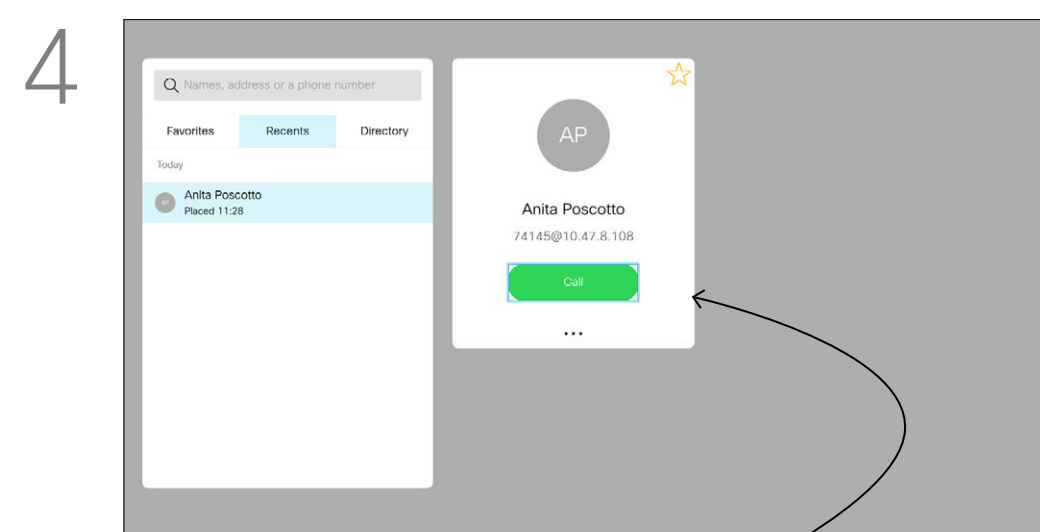 4
Names, address or a phone number
Favorites Recents Directory
Today
AP Anita Poscotto
Placed 11:28
AP
Anita Poscotto
74145@10.47.8.108
Call
...